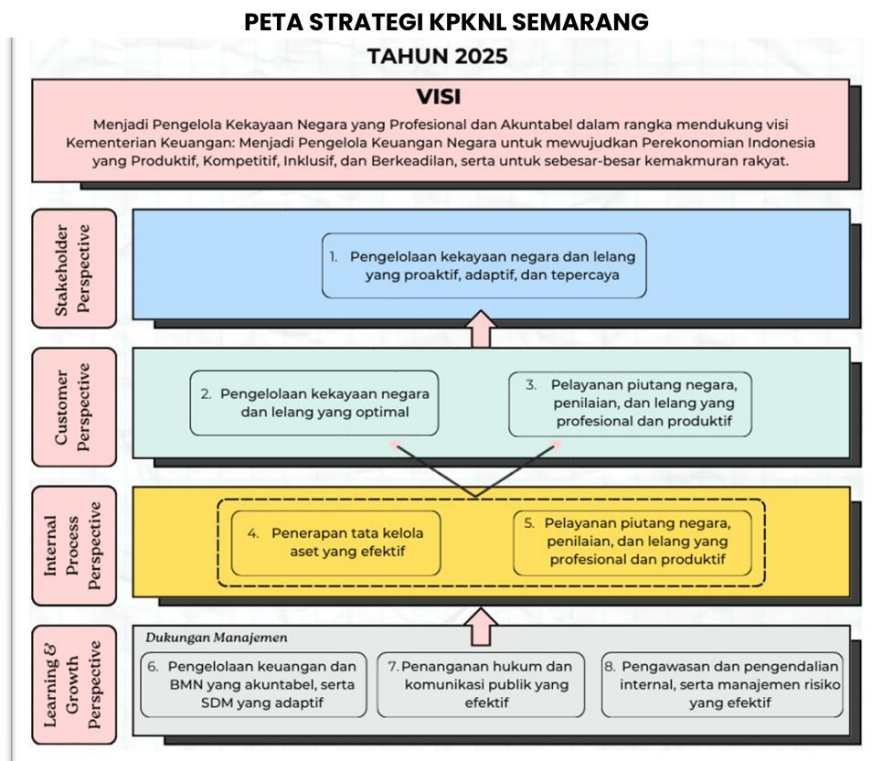 PETA STRATEGI KPKNL SEMARANG
TAHUN 2025
VISI
Menjadi Pengelola Kekayaan Negara yang Profesional dan Akuntabel dalam rangka mendukung visi
Kementerian Keuangan: Menjadi Pengelola Keuangan Negara untuk mewujudkan Perekonomian Indonesia
yang Produktif, Kompetitif, Inklusif, dan Berkeadilan, serta untuk sebesar-besar kemakmuran rakyat.
Stakeholder
Perspective
1. Pengelolaan kekayaan negara dan lelang
yang proaktif, adaptif, dan tepercaya
Customer
Perspective
2. Pengelolaan kekayaan negara
dan lelang yang optimal
3. Pelayanan piutang negara,
penilaian, dan lelang yang
profesional dan produktif
Internal
Process
Perspective
4. Penerapan tata kelola
aset yang efektif
5. Pelayanan piutang negara,
penilaian, dan lelang yang
profesional dan produktif
Learning &
Growth
Perspective
Dukungan Manajemen
6. Pengelolaan keuangan dan
BMN yang akuntabel, serta
SDM yang adaptif
7. Penanganan hukum dan
komunikasi publik yang
efektif
8. Pengawasan dan pengendalian
internal, serta manajemen risiko
yang efektif